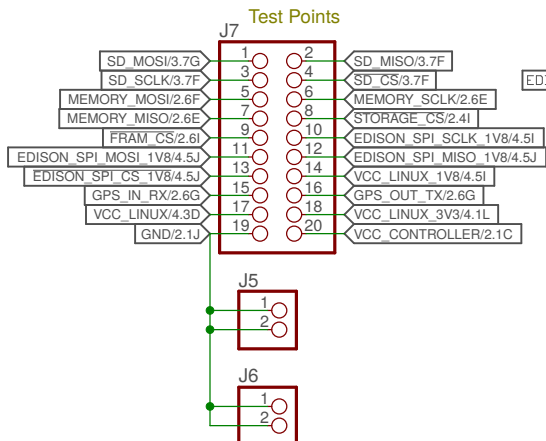 Test Points
J7
SD_MOSI/3.7G 1 2 SD_MISO/3.7F
SD_SCLK/3.7F 3 4 SD_CS/3.7F
MEMORY_MOSI/2.6F 5 6 MEMORY_SCLK/2.6E
MEMORY_MISO/2.6E 7 8 STORAGE_CS/2.4I
FRAM_CS/2.6I 9 10 EDISON_SPI_SCLK_1V8/4.5I
EDISON_SPI_MOSI_1V8/4.5J 11 12 EDISON_SPI_MISO_1V8/4.5J
EDISON_SPI_CS_1V8/4.5J 13 14 VCC_LINUX_1V8/4.5I
GPS_IN_RX/2.6G 15 16 GPS_OUT_TX/2.6G
VCC_LINUX/4.3D 17 18 VCC_LINUX_3V3/4.1L
GND/2.1J 19 20 VCC_CONTROLLER/2.1C
J5
1
2
J6
1
2